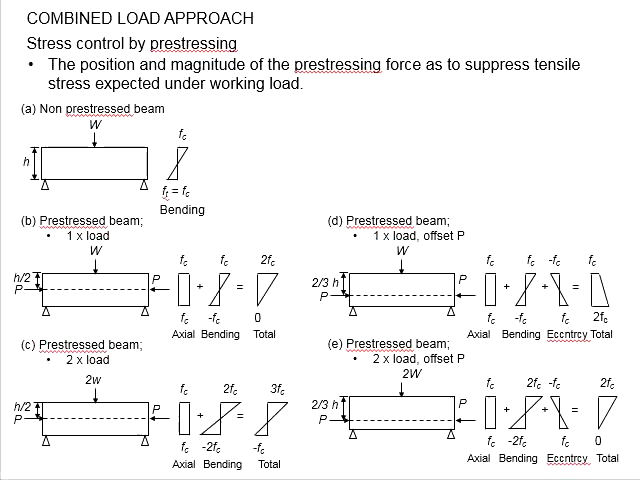 COMBINED LOAD APPROACH
Stress control by prestressing
• The position and magnitude of the prestressing force as to suppress tensile
stress expected under working load.
(a) Non prestressed beam
W
fc
h
ft = fc
Bending
(b) Prestressed beam;
• 1 x load
W
h/2
P
P
fc fc 2fc
+ =
fc -fc 0
Axial Bending Total
(c) Prestressed beam;
• 2 x load
2w
h/2
P
P
fc 2fc 3fc
+ =
fc -2fc -fc
Axial Bending Total
(d) Prestressed beam;
• 1 x load, offset P
W
2/3 h
P
P
fc fc -fc fc
+ + =
fc -fc fc 2fc
Axial Bending Eccntrcy Total
(e) Prestressed beam;
• 2 x load, offset P
2W
2/3 h
P
P
fc 2fc -fc 2fc
+ + =
fc -2fc fc 0
Axial Bending Eccntrcy Total